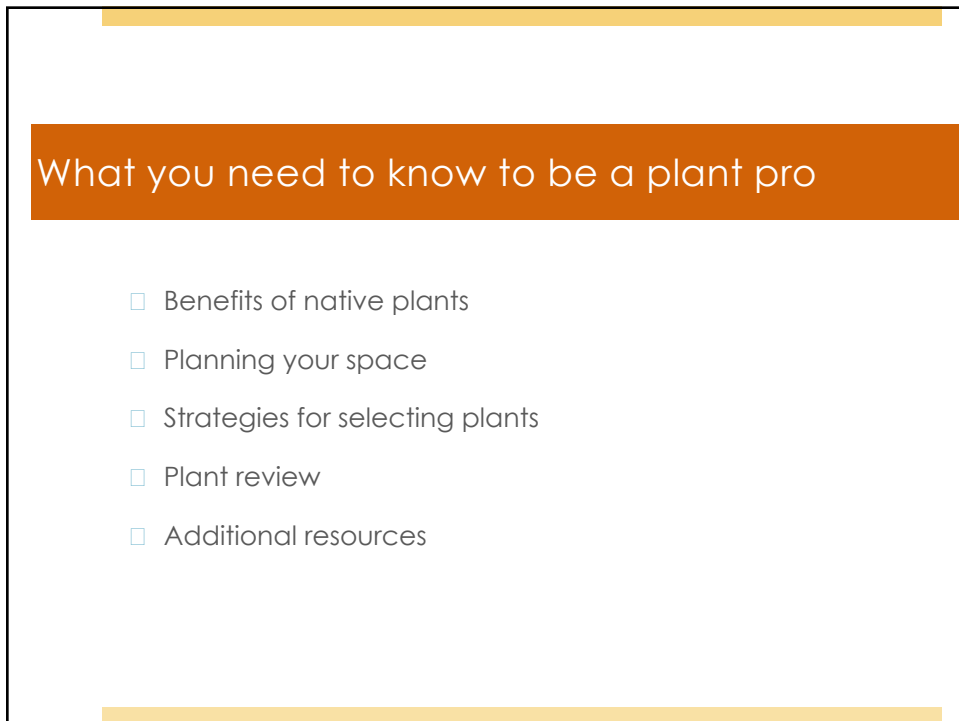 What you need to know to be a plant pro
Benefits of native plants
Planning your space
Strategies for selecting plants
Plant review
Additional resources